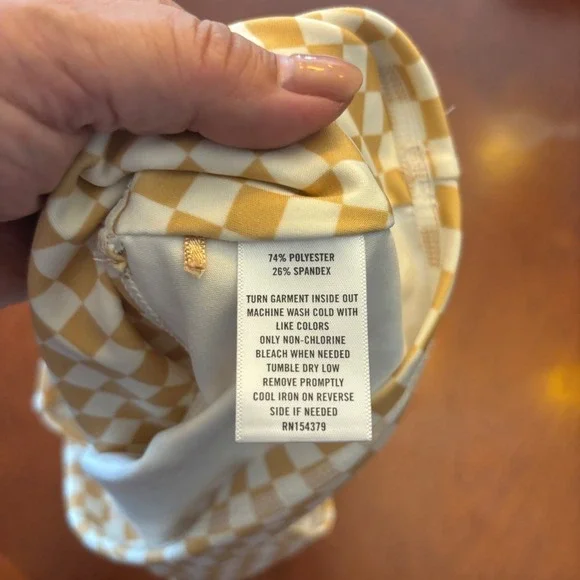 74% POLYESTER
26% SPANDEX
TURN GARMENT INSIDE OUT
MACHINE WASH COLD WITH
LIKE COLORS
ONLY NON-CHLORINE
BLEACH WHEN NEEDED
TUMBLE DRY LOW
REMOVE PROMPTLY
COOL IRON ON REVERSE
SIDE IF NEEDED
RN154379